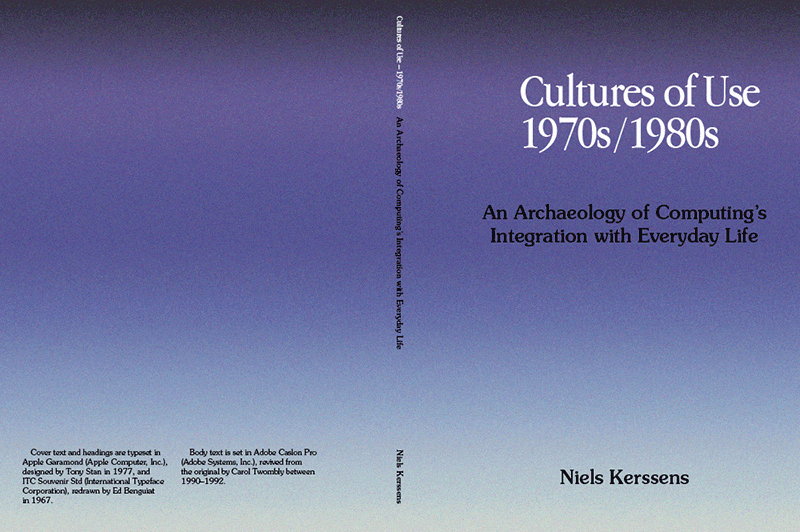 Cultures of Use
1970s/1980s
An Archaeology of Computing's
Integration with Everyday Life
Niels Kerssens
Cultures of Use – 1970s/1980s An Archaeology of Computing's Integration with Everyday Life Niels Kerssens
Cover text and headings are typeset in
Apple Garamond (Apple Computer, Inc.),
designed by Tony Stan in 1977, and
ITC Souvenir Std (International Typeface
Corporation), redrawn by Ed Benguiat
in 1967.
Body text is set in Adobe Caslon Pro
(Adobe Systems, Inc.), revived from
the original by Carol Twombly between
1990–1992.